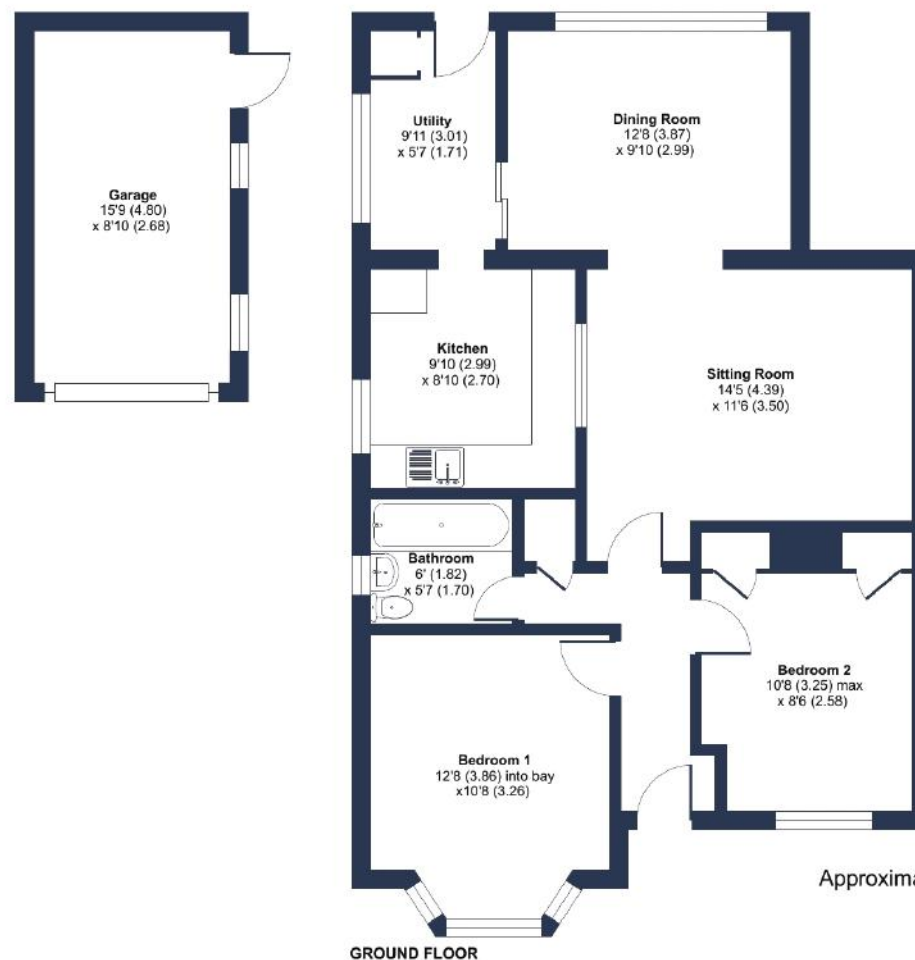 Garage
15'9 (4.80)
x 8'10 (2.68)
Utility
9'11 (3.01)
x 5'7 (1.71)
Dining Room
12'8 (3.87)
x 9'10 (2.99)
Kitchen
9'10 (2.99)
x 8'10 (2.70)
Sitting Room
14'5 (4.39)
x 11'6 (3.50)
Bathroom
6' (1.82)
x 5'7 (1.70)
Bedroom 2
10'8 (3.25) max
x 8'6 (2.58)
Bedroom 1
12'8 (3.86) into bay
x10'8 (3.26)
Approxima
GROUND FLOOR